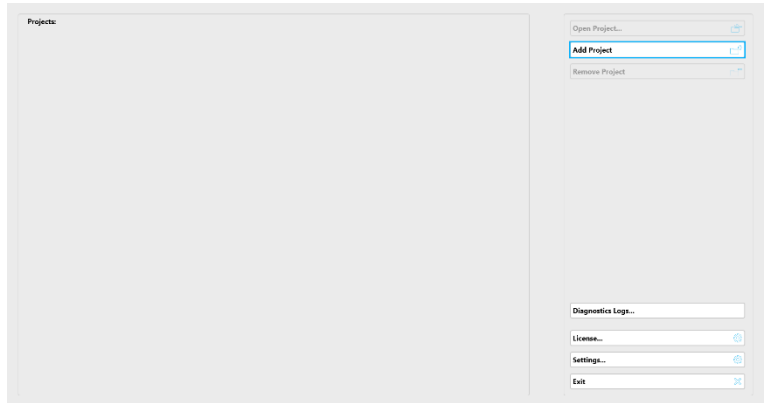 Projects:
Open Project...
Add Project
Remove Project
Diagnostics Logs...
License...
Settings...
Exit